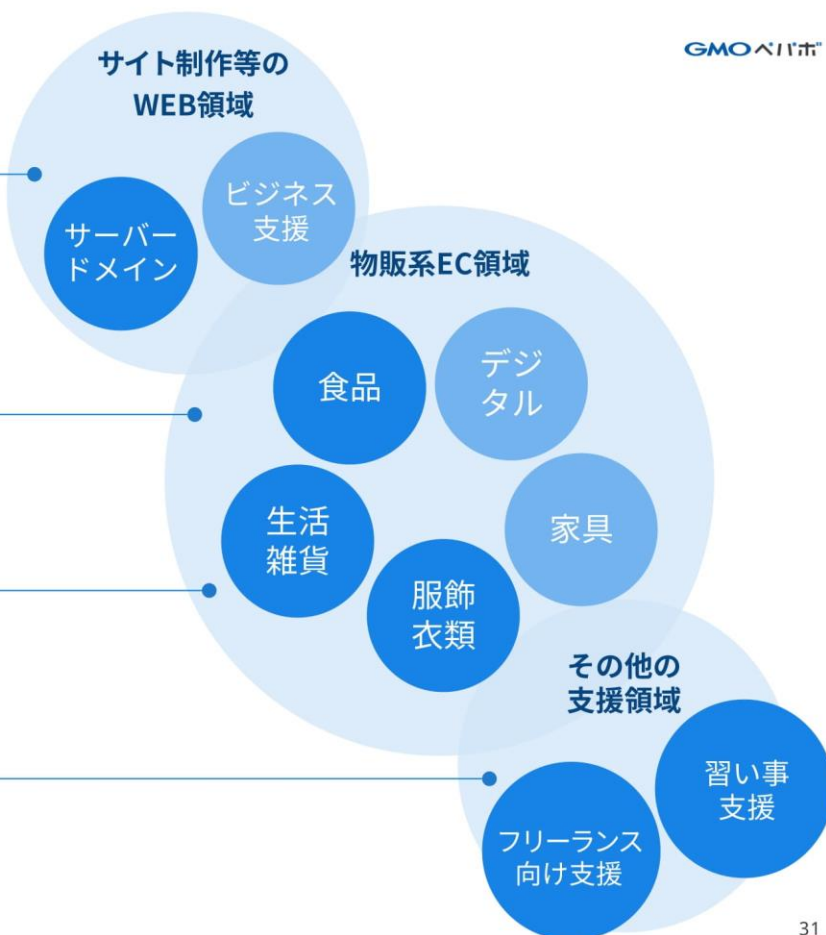 GMOペパボ
サイト制作等の
WEB領域
ビジネス
支援
サーバー
ドメイン
物販系EC領域
食品
デジ
タル
生活
雑貨
家具
服飾
衣類
その他の
支援領域
習い事
支援
フリーランス
向け支援
31